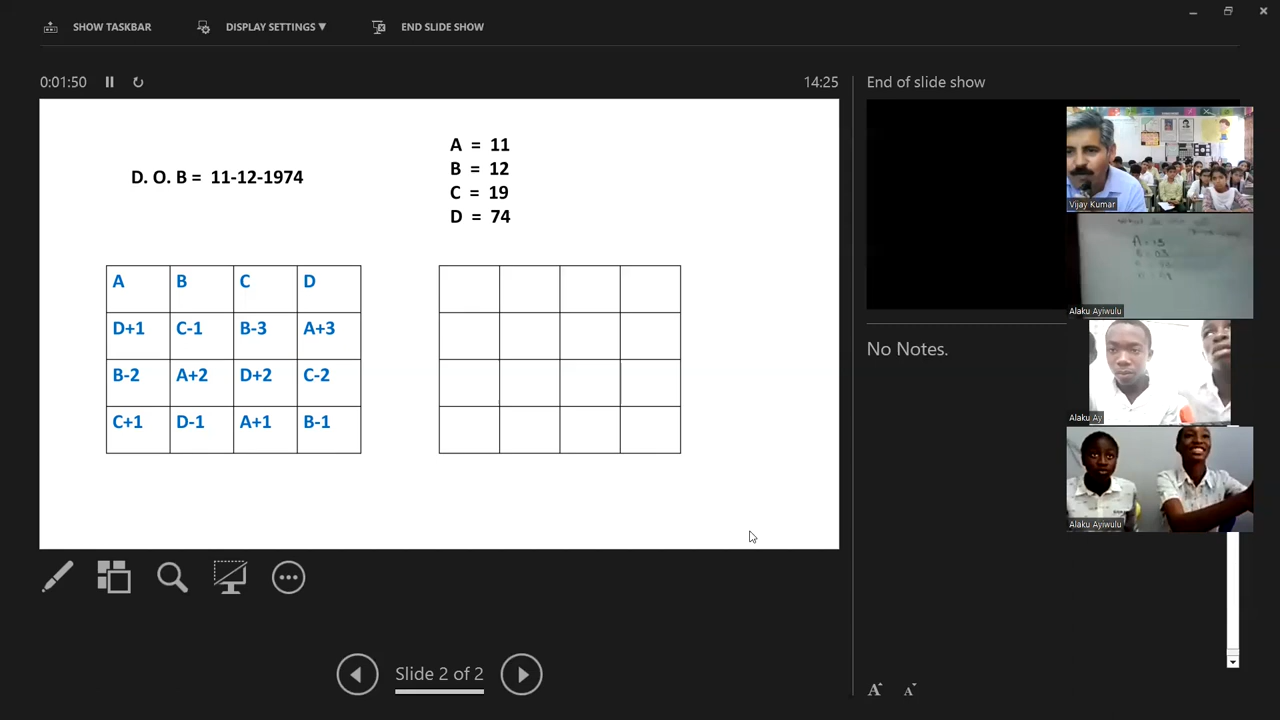 SHOW TASKBAR
DISPLAY SETTINGS ▼
END SLIDE SHOW
0:01:50
14:25
End of slide show
D. O. B = 11-12-1974
A = 11
B = 12
C = 19
D = 74
A B C D
D+1 C-1 B-3 A+3
B-2 A+2 D+2 C-2
C+1 D-1 A+1 B-1
Vijay Kumar
A = 15
B = 03
Alaku Ayiwulu
No Notes.
Alaku Ay
Alaku Ayiwulu
Slide 2 of 2
A A